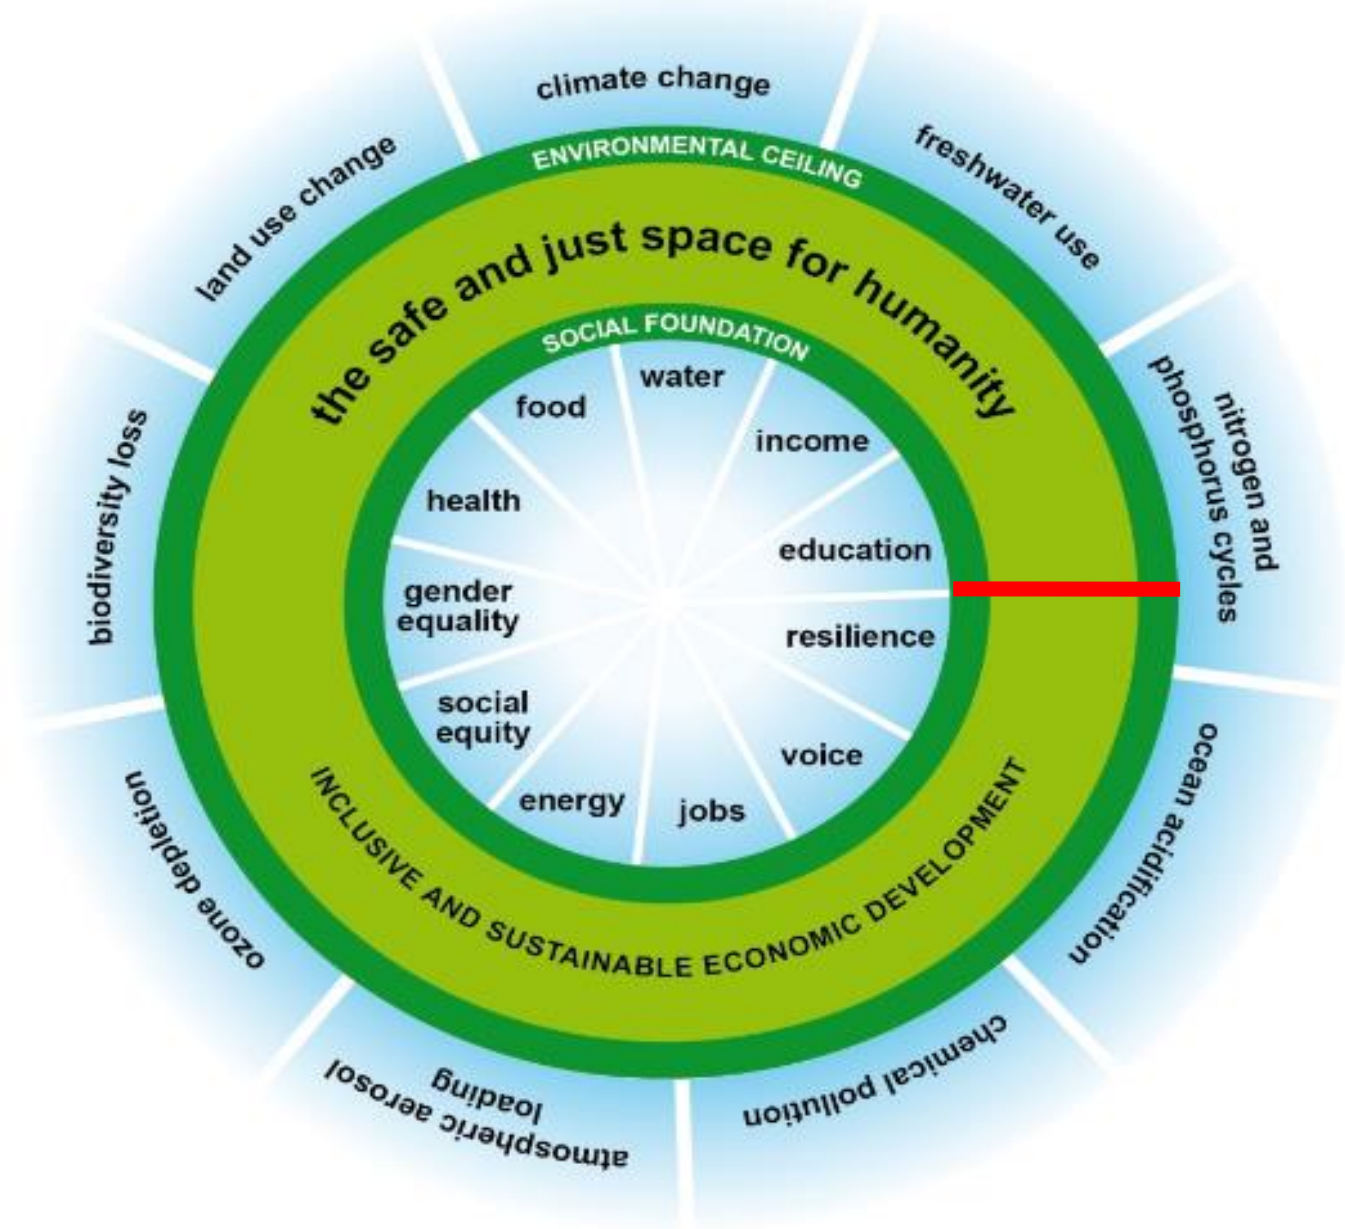 climate change
freshwater use
nitrogen and
phosphorus cycles
ocean acidification
chemical pollution
atmospheric aerosol
loading
ozone depletion
biodiversity loss
land use change
ENVIRONMENTAL CEILING
the safe and just space for humanity
SOCIAL FOUNDATION
water
income
education
resilience
voice
jobs
energy
social
equity
gender
equality
health
food
INCLUSIVE AND SUSTAINABLE ECONOMIC DEVELOPMENT